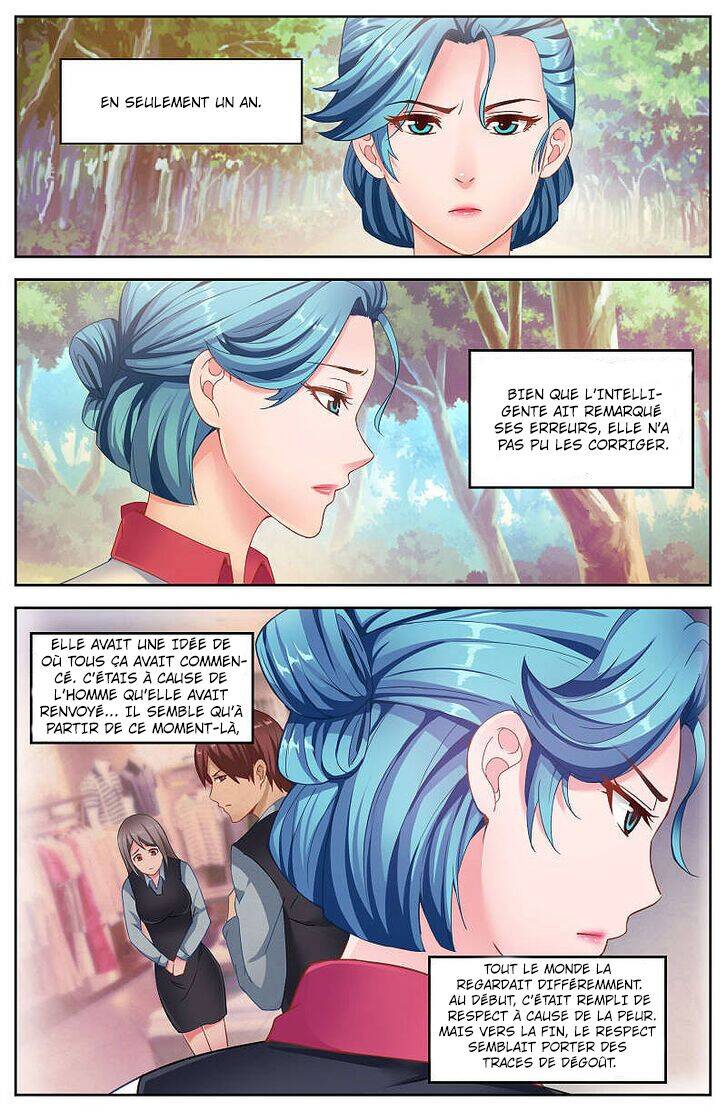 EN SEULEMENT UN AN.
BIEN QUE L'INTELLI-
GENTE AIT REMARQUÉ
SES ERREURS, ELLE N'A
PAS PU LES CORRIGER.
ELLE AVAIT UNE IDÉE DE
OÙ TOUS ÇA AVAIT COMMEN-
CÉ. C'ÉTAIS À CAUSE DE
L'HOMME QU'ELLE AVAIT
RENVOYÉ... IL SEMBLE QU'À
PARTIR DE CE MOMENT-LÀ,
TOUT LE MONDE LA
REGARDAIT DIFFÉREMMENT.
AU DÉBUT, C'ÉTAIT REMPLI DE
RESPECT À CAUSE DE LA PEUR.
MAIS VERS LA FIN, LE RESPECT
SEMBLAIT PORTER DES
TRACES DE DÉGOÛT.